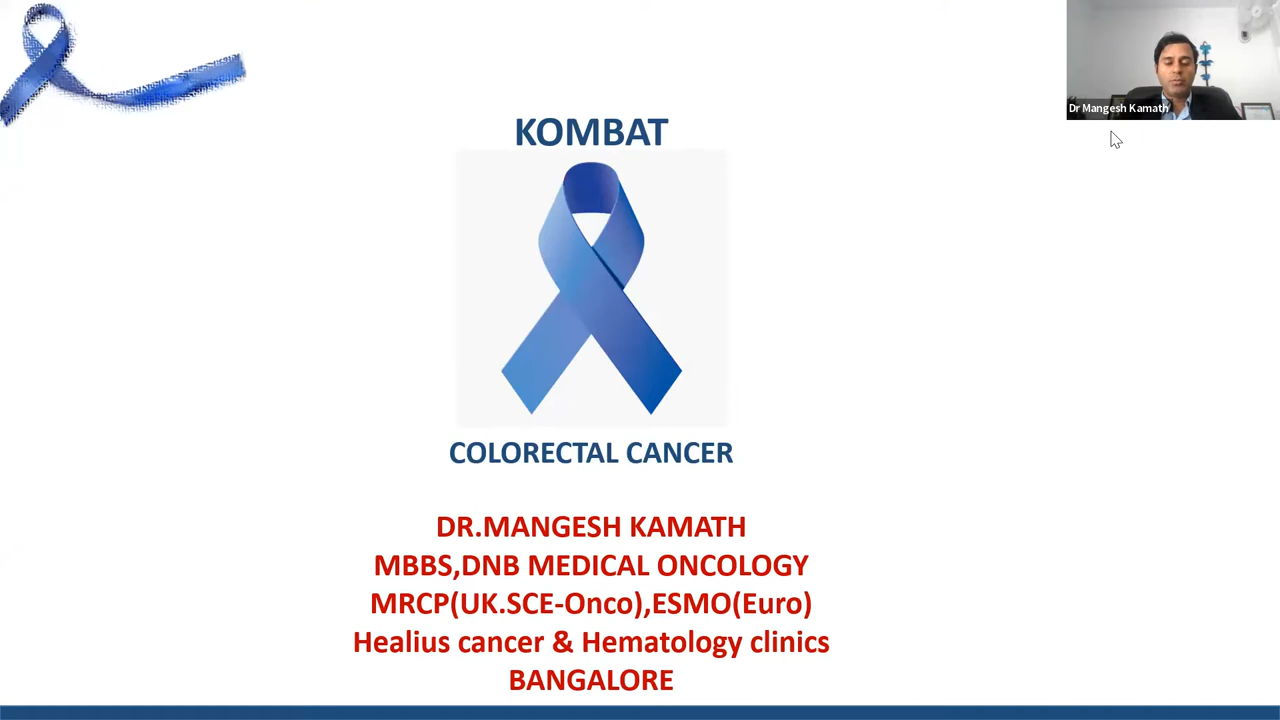 Dr Mangesh Kamath
KOMBAT
COLORECTAL CANCER
DR.MANGESH KAMATH
MBBS,DNB MEDICAL ONCOLOGY
MRCP(UK.SCE-Onco),ESMO(Euro)
Healius cancer & Hematology clinics
BANGALORE